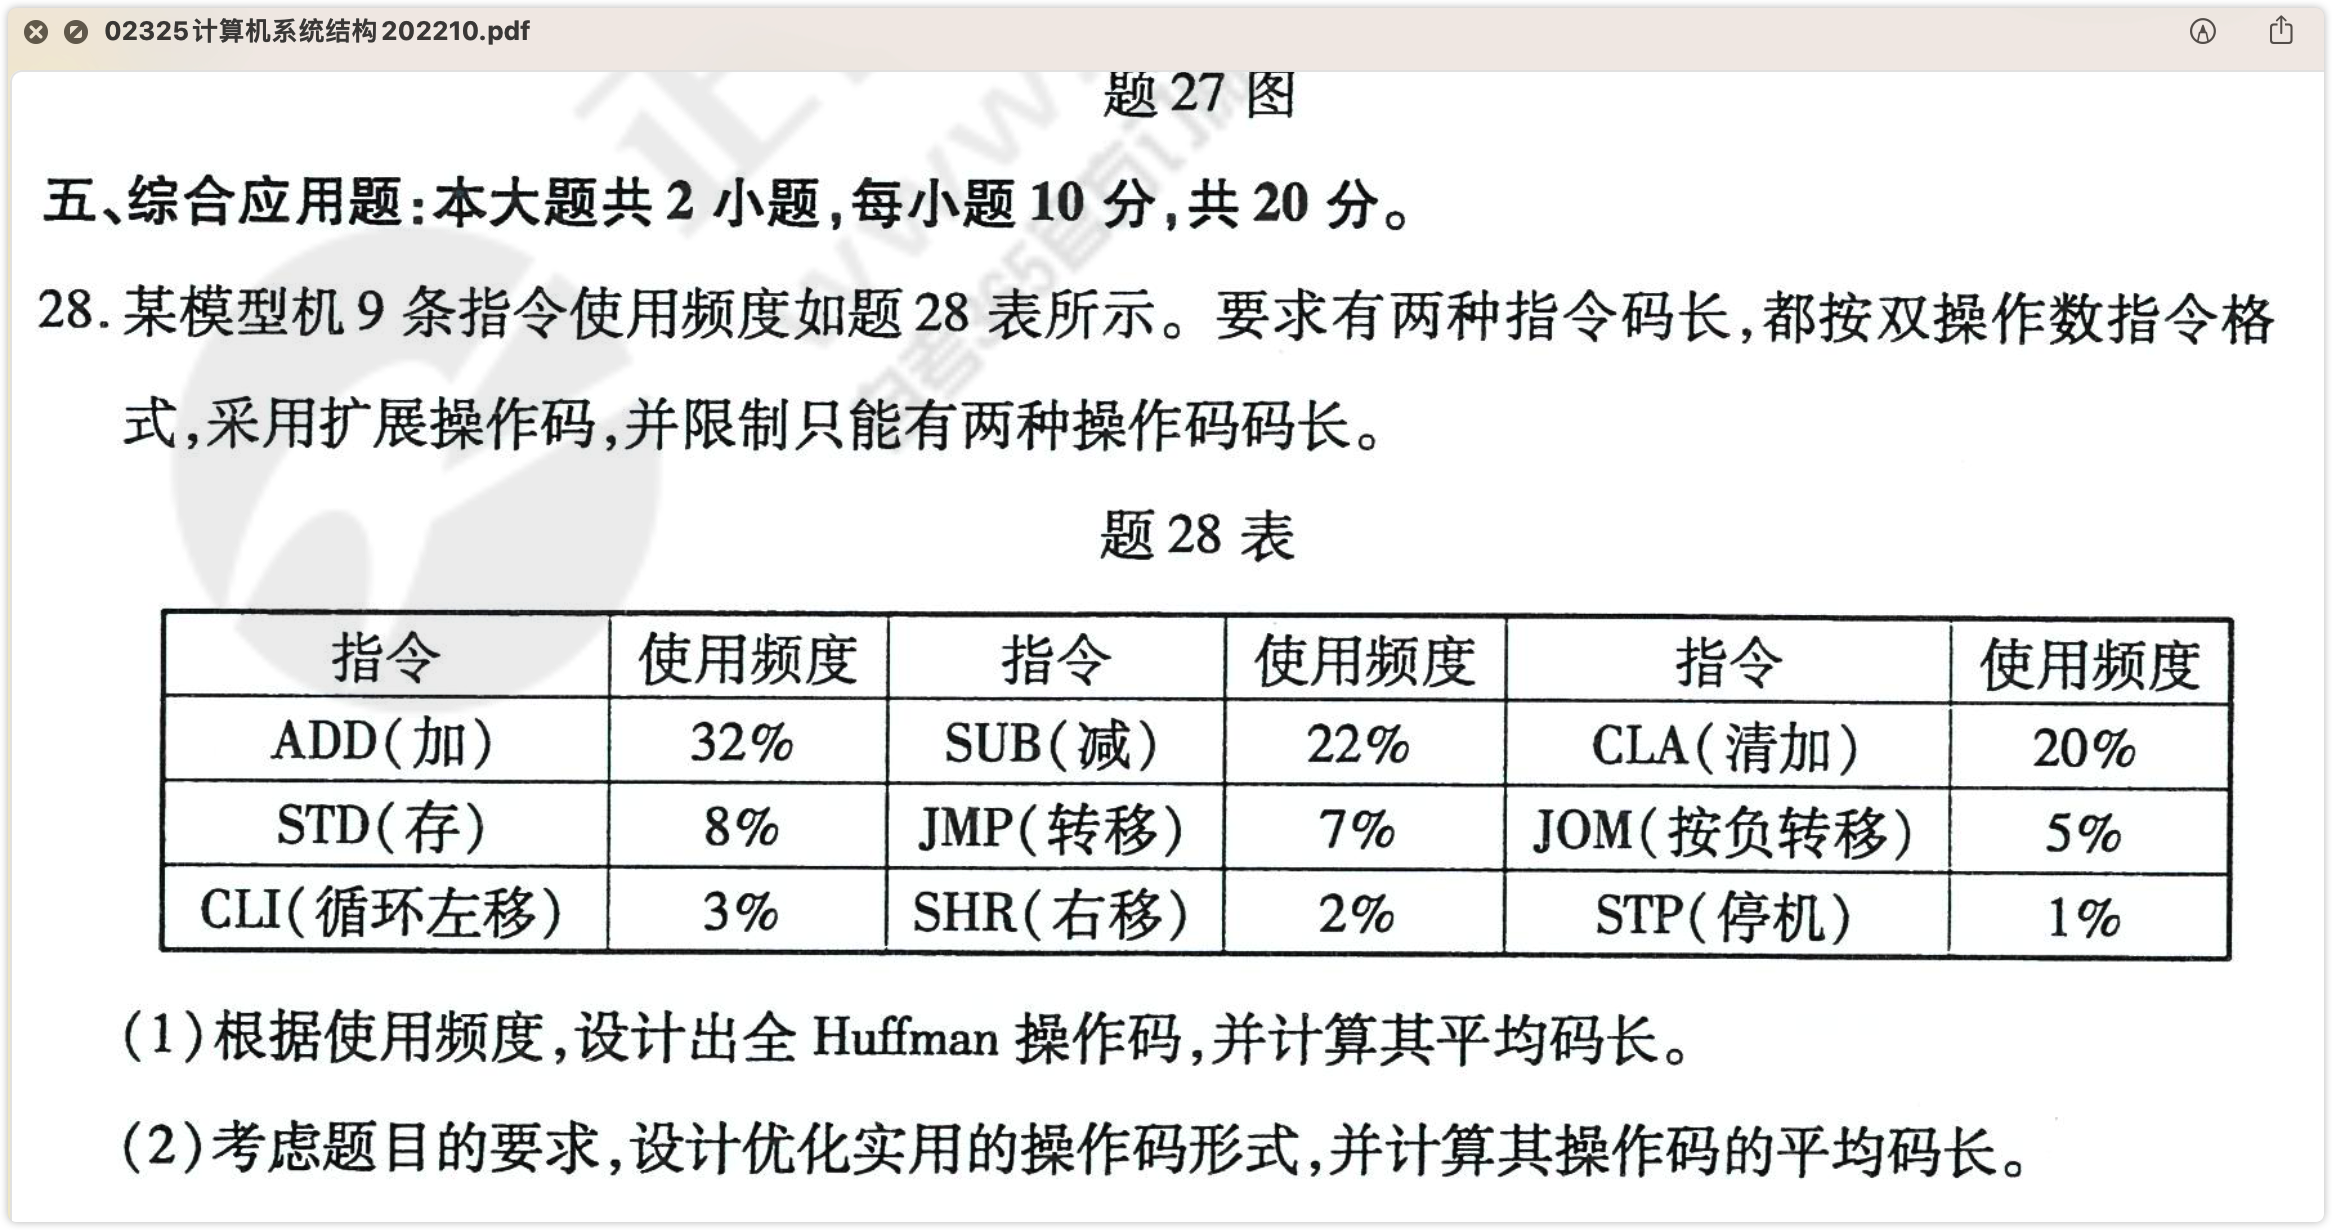 02325计算机系统结构202210.pdf
题 27 图
五、综合应用题:本大题共 2 小题,每小题 10 分,共 20 分。
28. 某模型机 9 条指令使用频度如题 28 表所示。要求有两种指令码长,都按双操作数指令格
式,采用扩展操作码,并限制只能有两种操作码码长。
题 28 表
指令 使用频度 指令 使用频度 指令 使用频度
ADD(加) 32% SUB(减) 22% CLA(清加) 20%
STD(存) 8% JMP(转移) 7% JOM(按负转移) 5%
CLI(循环左移) 3% SHR(右移) 2% STP(停机) 1%
(1)根据使用频度,设计出全 Huffman 操作码,并计算其平均码长。
(2)考虑题目的要求,设计优化实用的操作码形式,并计算其操作码的平均码长。